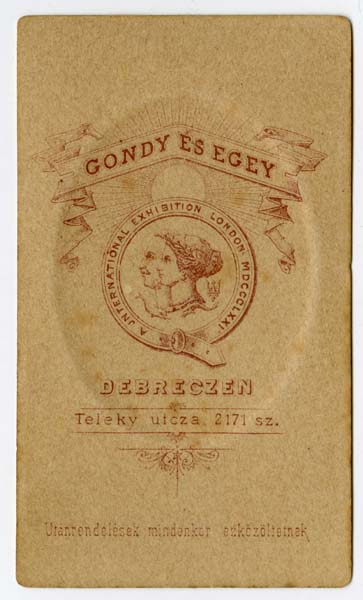 GONDY ÉS EGEY
A INTERNATIONAL EXHIBITION LONDON MDCCCLXXI
DEBRECZEN
Teleky utcza 2171 sz.
Utánrendelések mindenkor eszközöltetnek